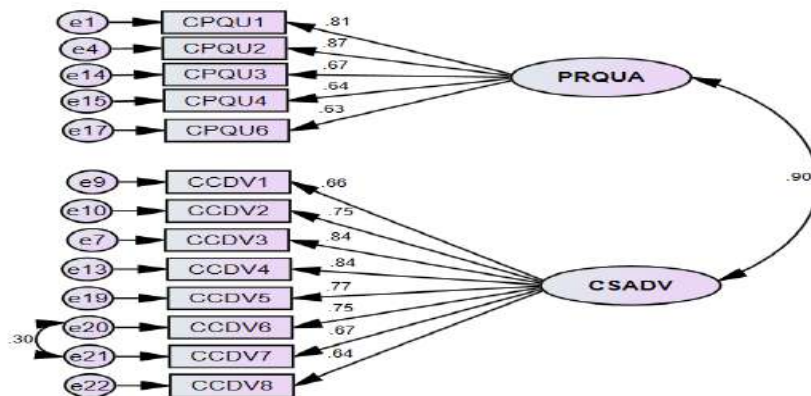 e1 CPQU1 .81
e4 CPQU2 .87
e14 CPQU3 .67 PRQUA
e15 CPQU4 .64
e17 CPQU6 .63
.90
e9 CCDV1 .66
e10 CCDV2 .75
e7 CCDV3 .84
e13 CCDV4 .84 CSADV
e19 CCDV5 .77
e20 CCDV6 .75
.30
e21 CCDV7 .67
e22 CCDV8 .64